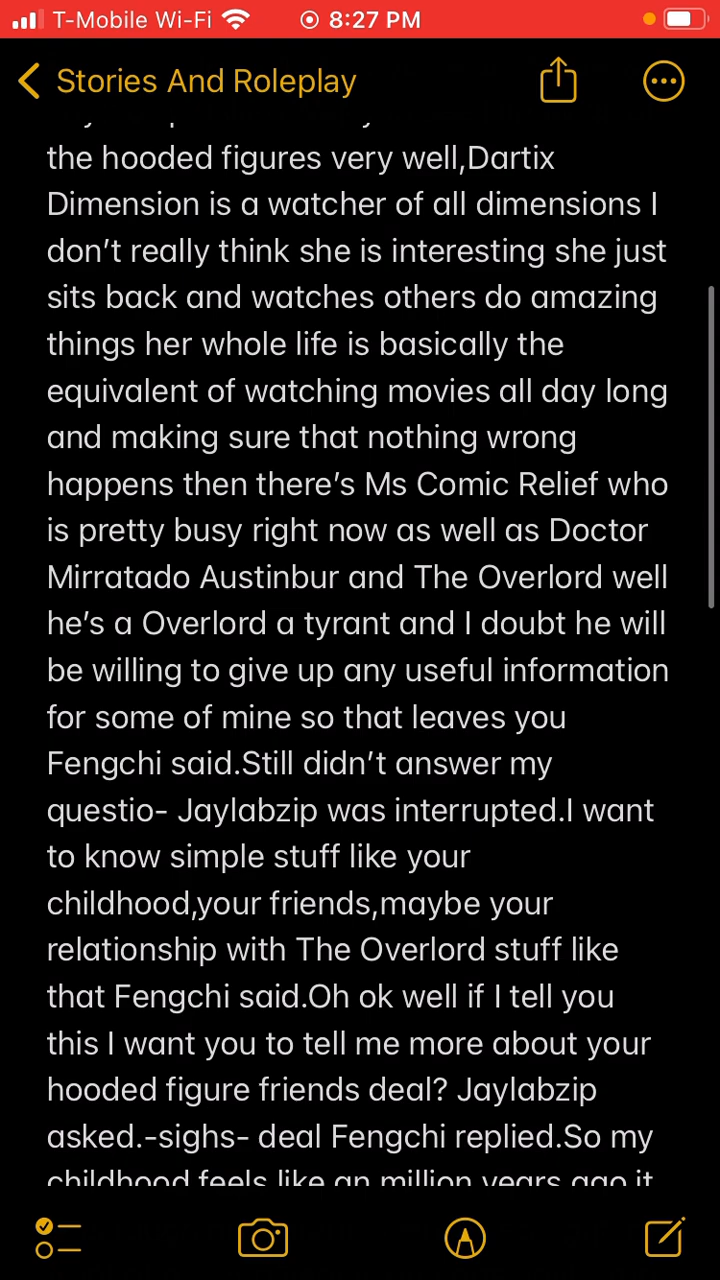 T-Mobile Wi-Fi 8:27 PM
Stories And Roleplay
the hooded figures very well,Dartix
Dimension is a watcher of all dimensions I
don’t really think she is interesting she just
sits back and watches others do amazing
things her whole life is basically the
equivalent of watching movies all day long
and making sure that nothing wrong
happens then there’s Ms Comic Relief who
is pretty busy right now as well as Doctor
Mirratado Austinbur and The Overlord well
he’s a Overlord a tyrant and I doubt he will
be willing to give up any useful information
for some of mine so that leaves you
Fengchi said.Still didn’t answer my
questio- Jaylabzip was interrupted.I want
to know simple stuff like your
childhood,your friends,maybe your
relationship with The Overlord stuff like
that Fengchi said.Oh ok well if I tell you
this I want you to tell me more about your
hooded figure friends deal? Jaylabzip
asked.-sighs- deal Fengchi replied.So my
childhood feels like an million years ago it